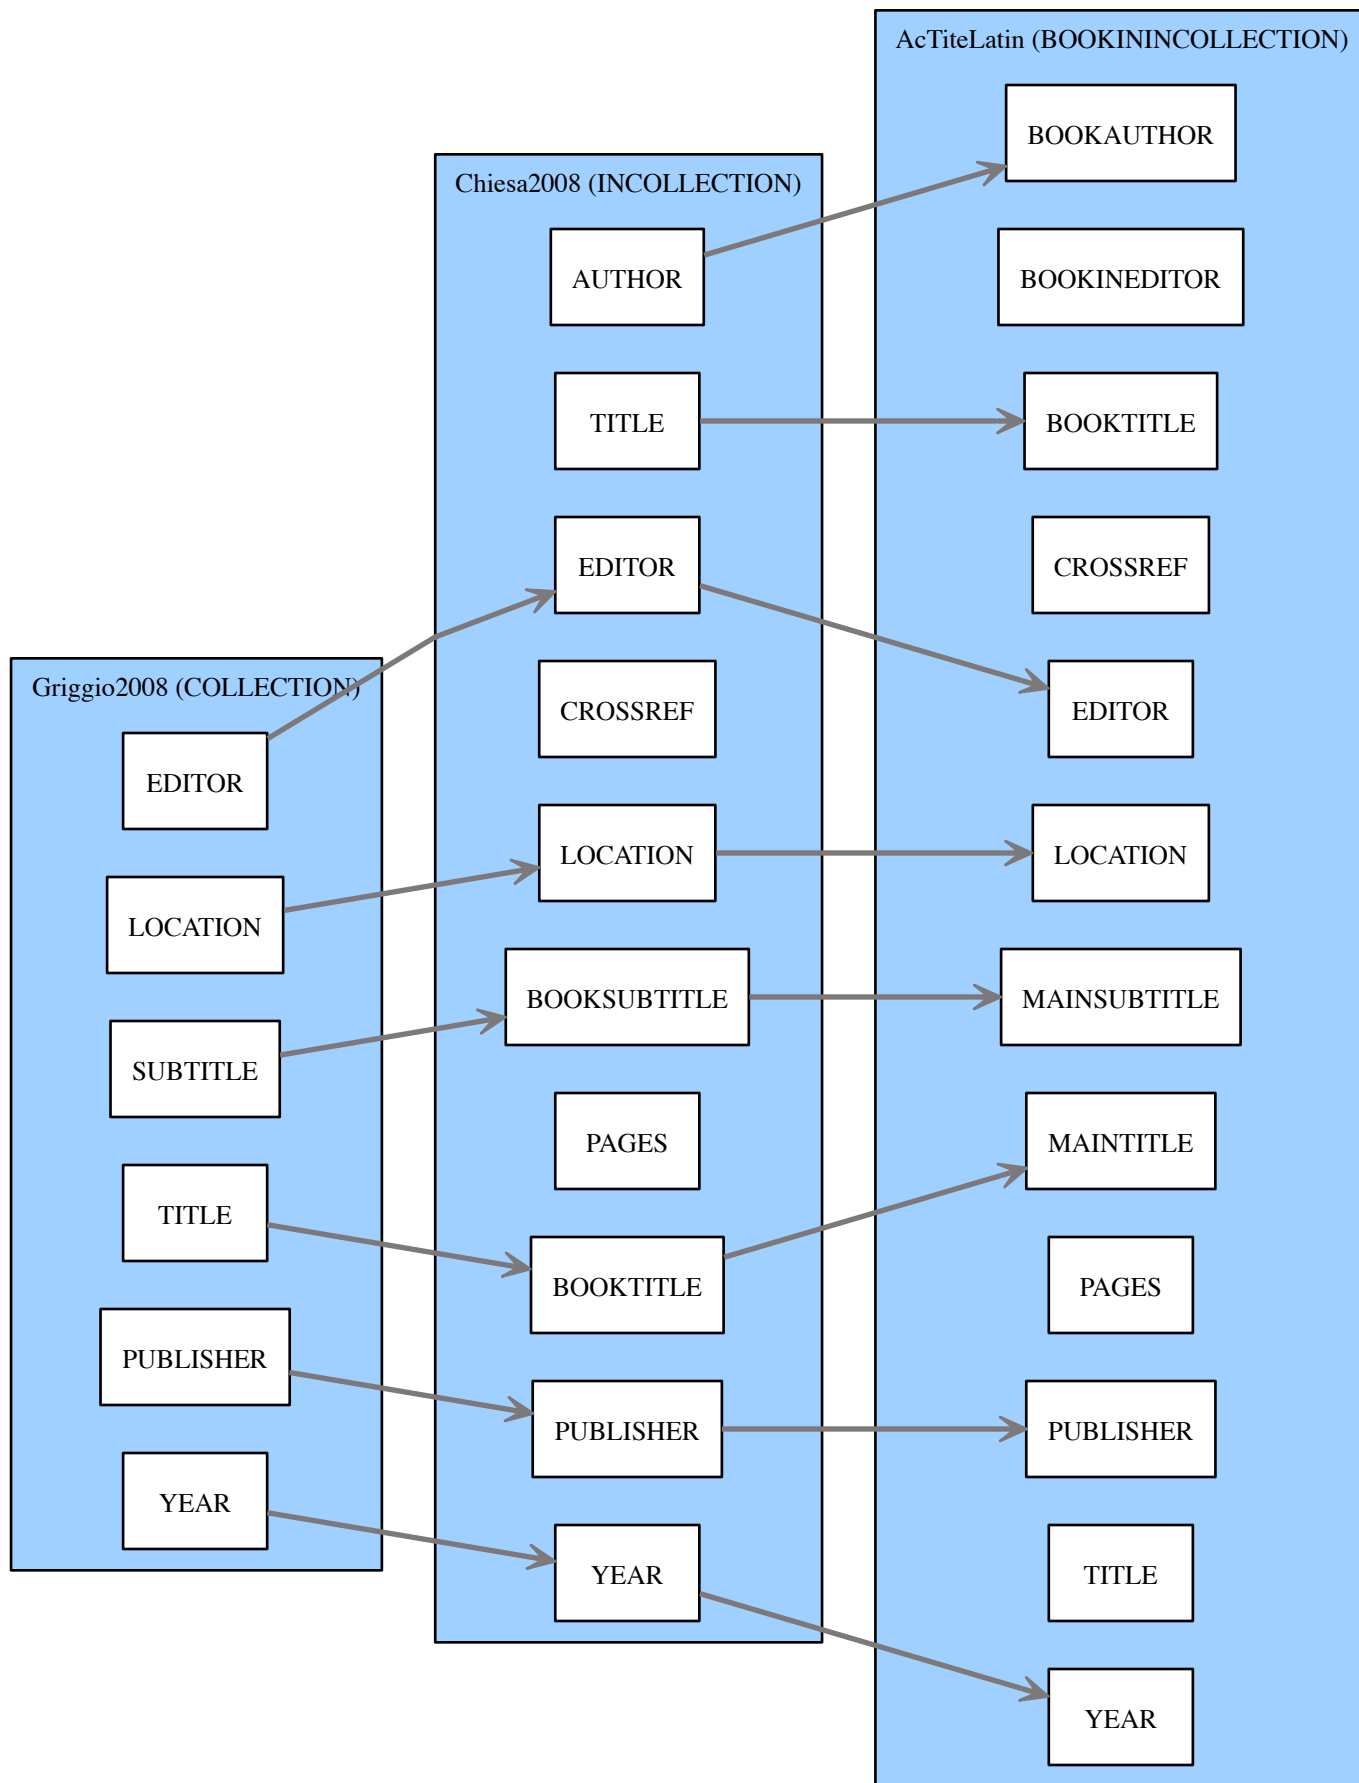 Griggio2008 (COLLECTION)
EDITOR
LOCATION
SUBTITLE
TITLE
PUBLISHER
YEAR
Chiesa2008 (INCOLLECTION)
AUTHOR
TITLE
EDITOR
CROSSREF
LOCATION
BOOKSUBTITLE
PAGES
BOOKTITLE
PUBLISHER
YEAR
AcTiteLatin (BOOKININCOLLECTION)
BOOKAUTHOR
BOOKINEDITOR
BOOKTITLE
CROSSREF
EDITOR
LOCATION
MAINSUBTITLE
MAINTITLE
PAGES
PUBLISHER
TITLE
YEAR